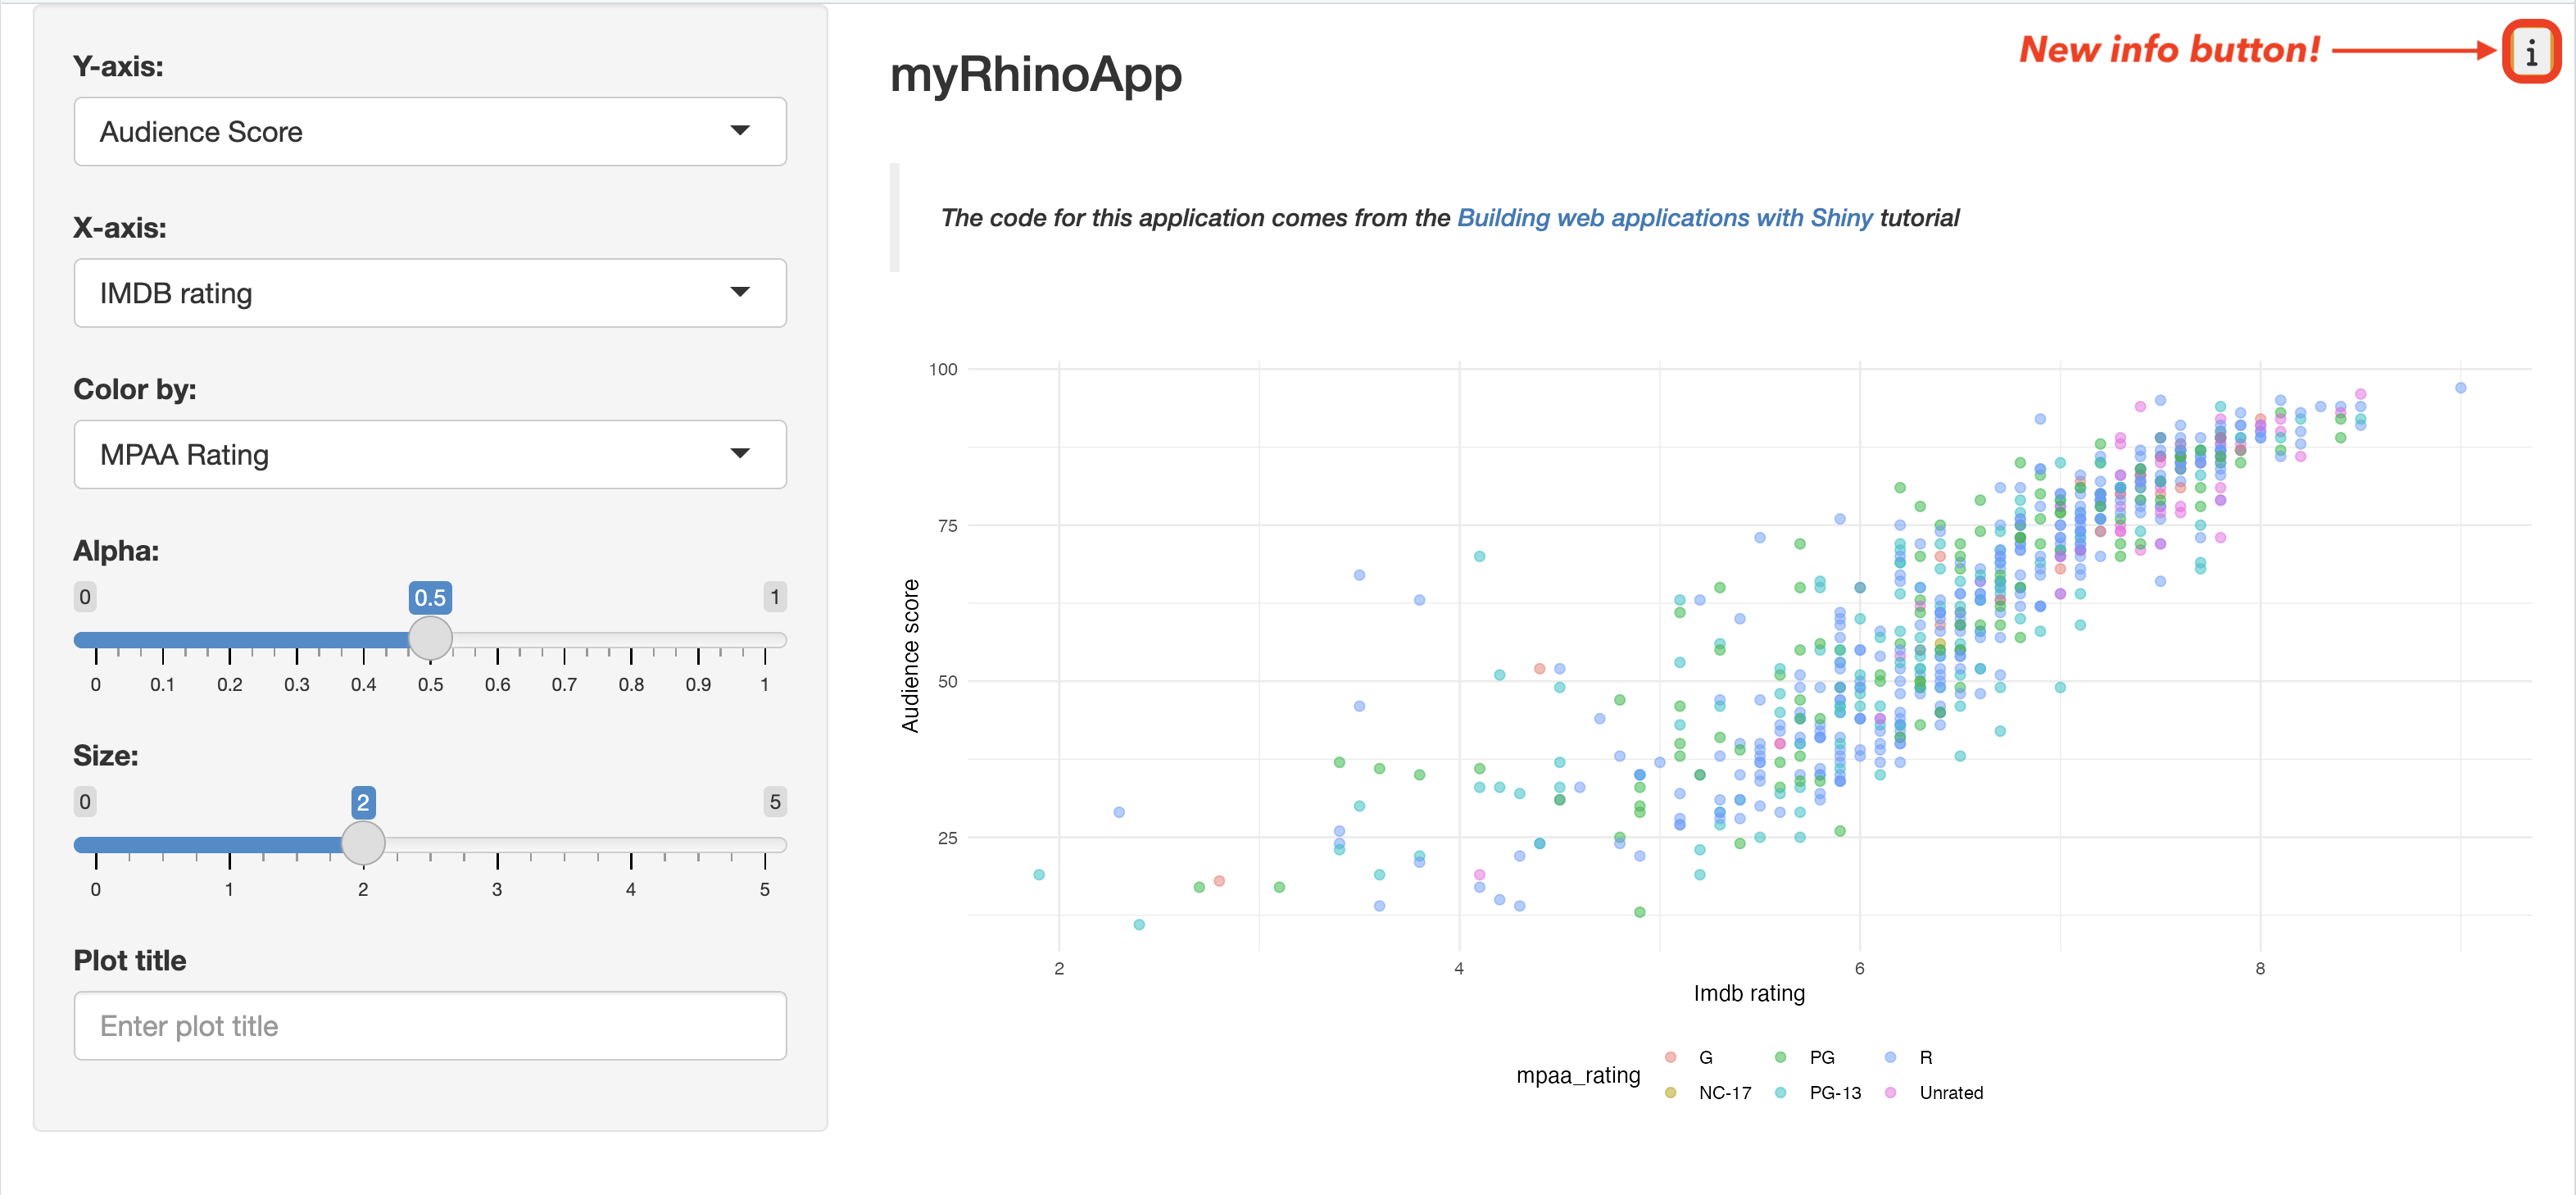 Y-axis:
Audience Score
X-axis:
IMDB rating
Color by:
MPAA Rating
Alpha:
0 0.5 1
0 0.1 0.2 0.3 0.4 0.5 0.6 0.7 0.8 0.9 1
Size:
0 2 5
0 1 2 3 4 5
Plot title
Enter plot title
New info button! i
myRhinoApp
The code for this application comes from the Building web applications with Shiny tutorial
100
75
50
25
Audience score
2 4 6 8
Imdb rating
mpaa_rating
G PG R
NC-17 PG-13 Unrated